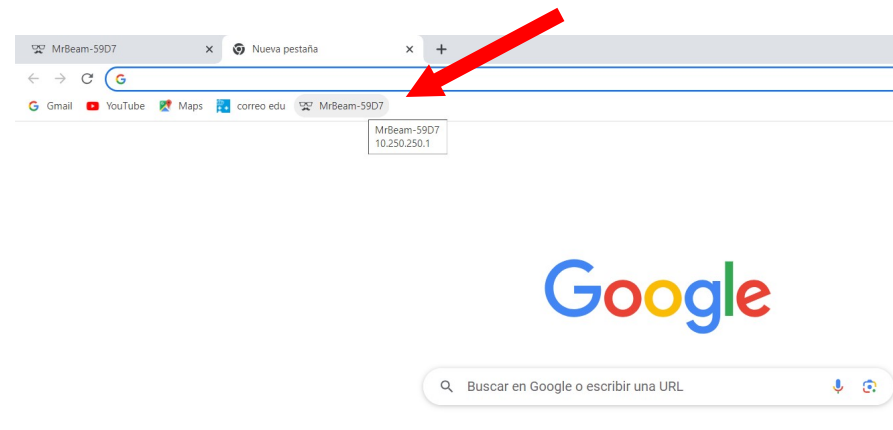 MrBeam-59D7
Nueva pestaña
Gmail YouTube Maps correo edu MrBeam-59D7
MrBeam-59D7
10.250.250.1
Google
Buscar en Google o escribir una URL